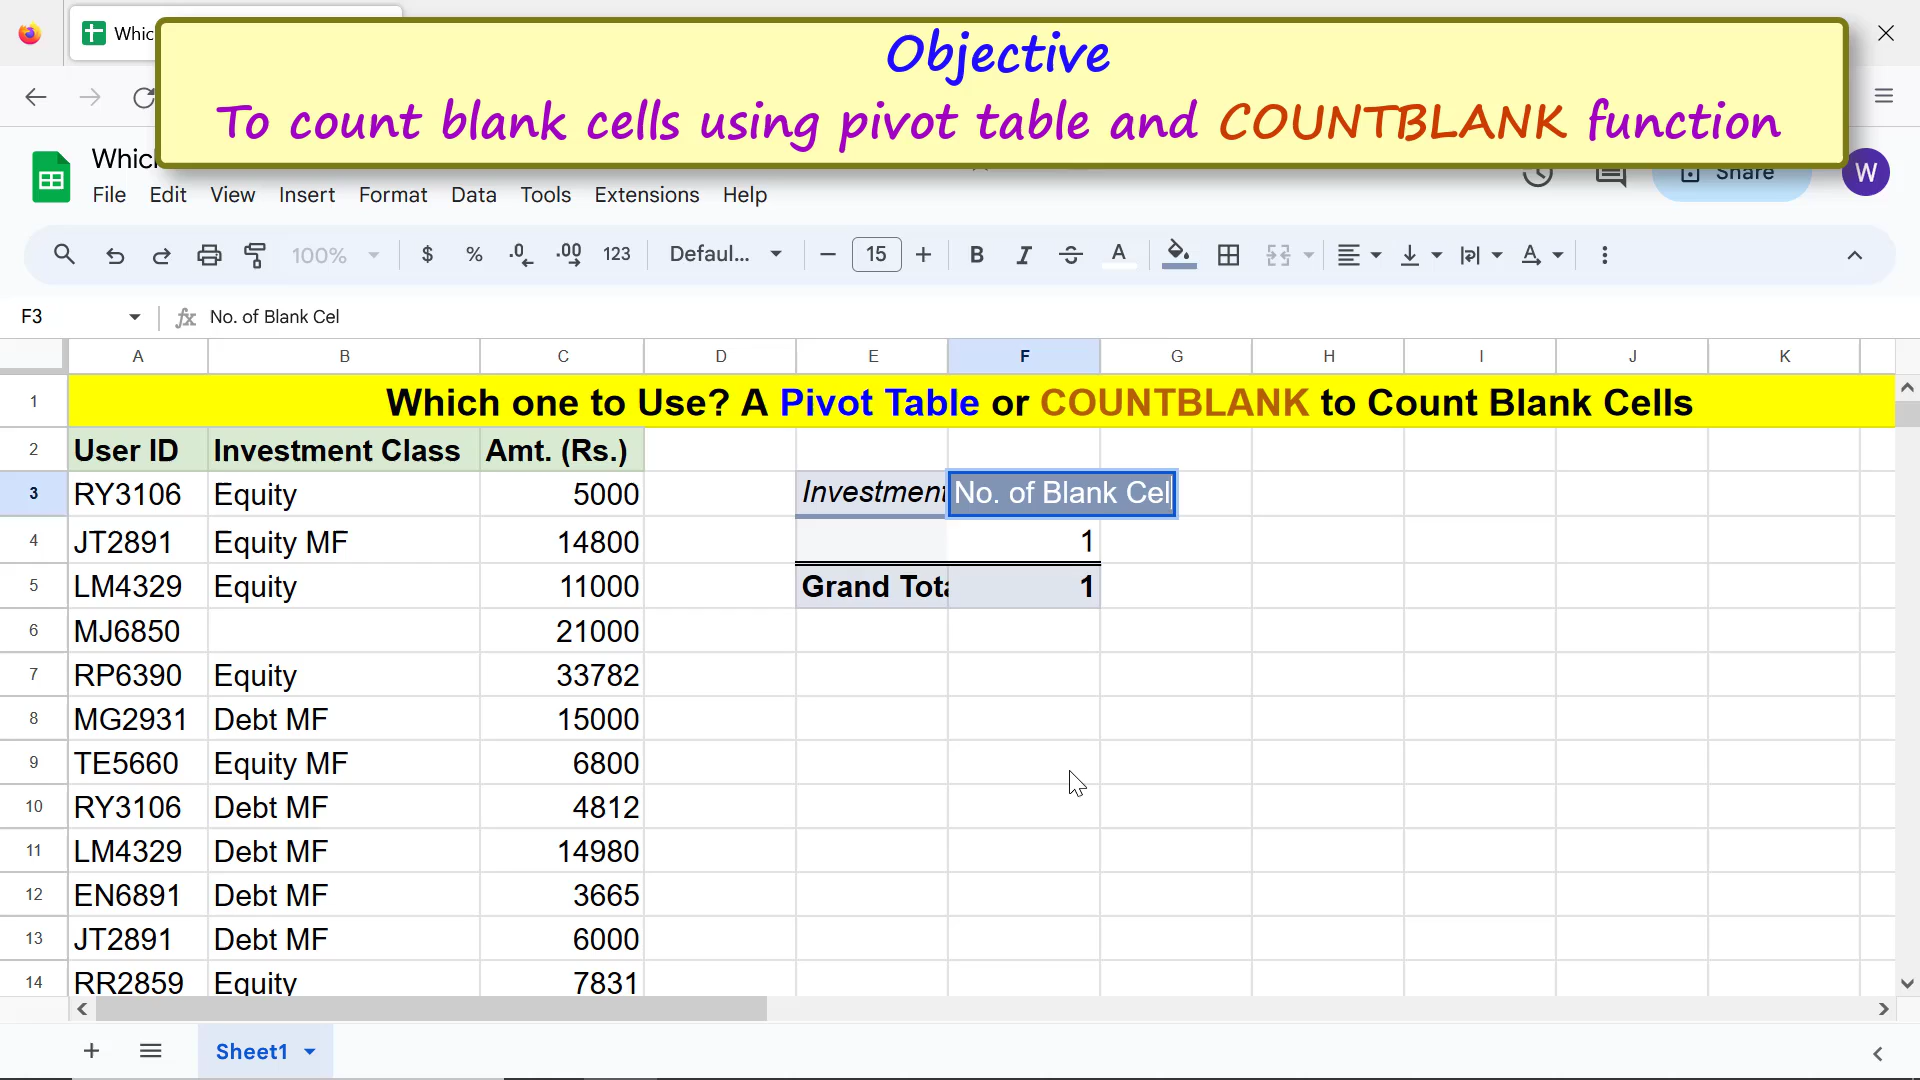 Whic
Objective
To count blank cells using pivot table and COUNTBLANK function
Which
Share
W
File Edit View Insert Format Data Tools Extensions Help
100% $ % .0 .00 123 Defaul... 15 B I S A
F3 fx No. of Blank Cel
A B C D E F G H I J K
1 Which one to Use? A Pivot Table or COUNTBLANK to Count Blank Cells
2 User ID Investment Class Amt. (Rs.)
3 RY3106 Equity 5000 Investment No. of Blank Cel
4 JT2891 Equity MF 14800 1
5 LM4329 Equity 11000 Grand Tota 1
6 MJ6850 21000
7 RP6390 Equity 33782
8 MG2931 Debt MF 15000
9 TE5660 Equity MF 6800
10 RY3106 Debt MF 4812
11 LM4329 Debt MF 14980
12 EN6891 Debt MF 3665
13 JT2891 Debt MF 6000
14 RR2859 Equity 7831
Sheet1